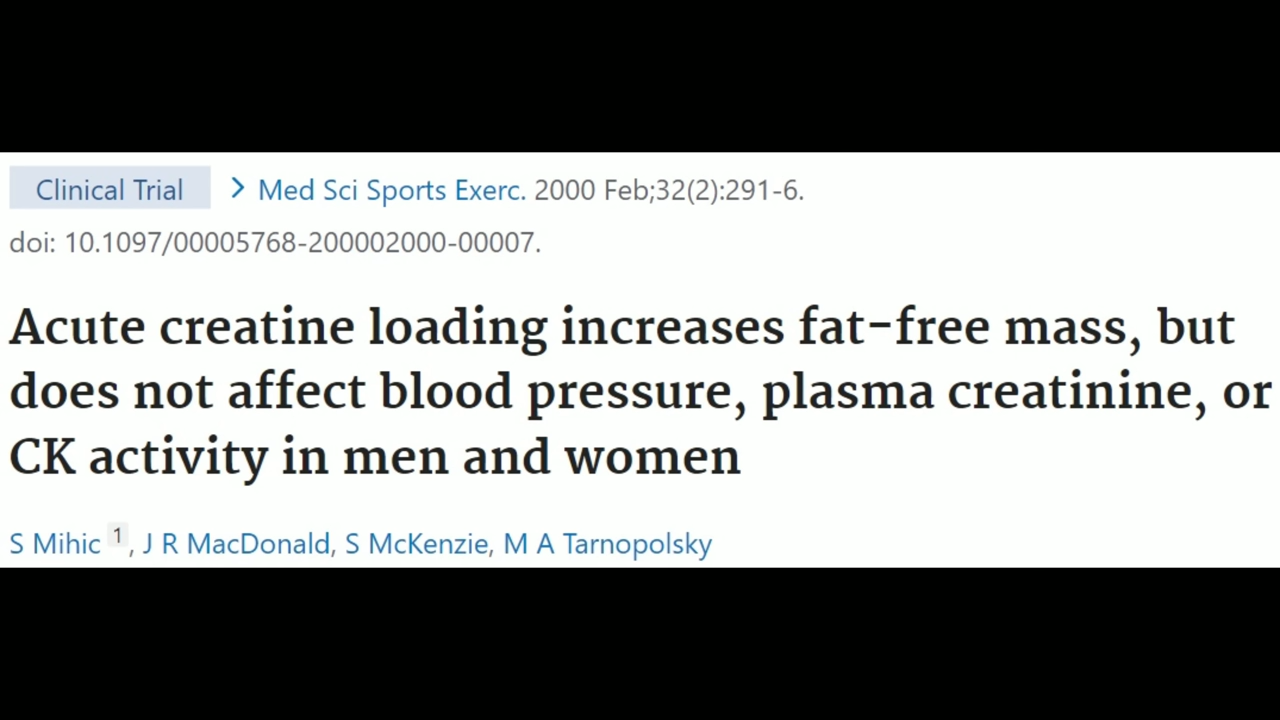 Clinical Trial > Med Sci Sports Exerc. 2000 Feb;32(2):291-6.
doi: 10.1097/00005768-200002000-00007.
Acute creatine loading increases fat-free mass, but
does not affect blood pressure, plasma creatinine, or
CK activity in men and women
S Mihic 1, J R MacDonald, S McKenzie, M A Tarnopolsky